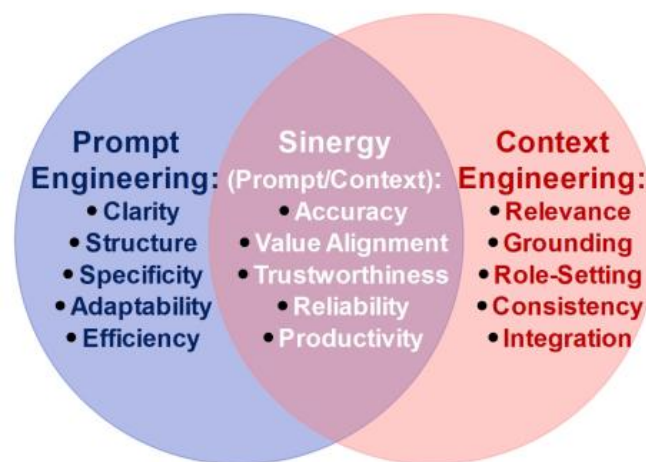 Prompt
Engineering:
• Clarity
• Structure
• Specificity
• Adaptability
• Efficiency
Sinergy
(Prompt/Context):
• Accuracy
• Value Alignment
• Trustworthiness
• Reliability
• Productivity
Context
Engineering:
• Relevance
• Grounding
• Role-Setting
• Consistency
• Integration